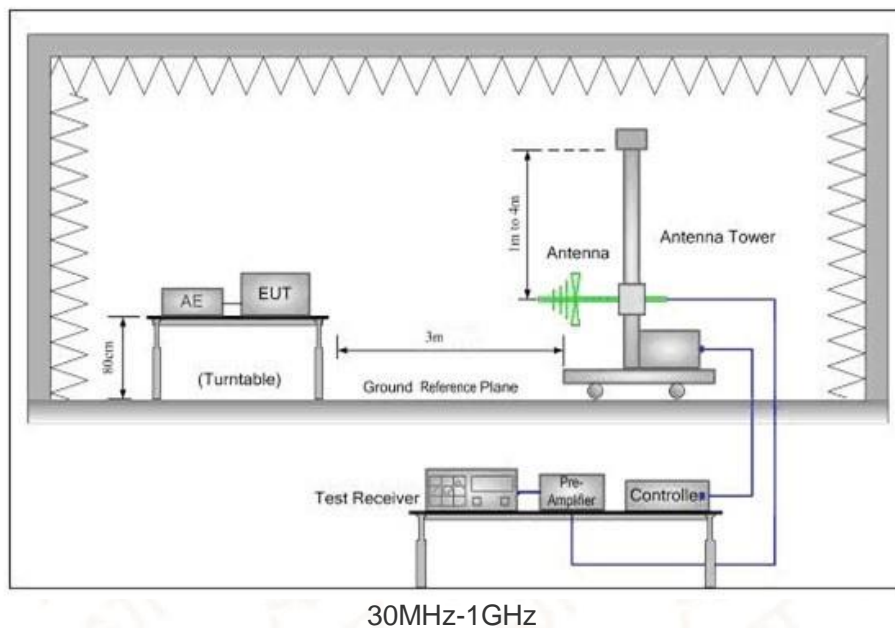 1m to 4m
Antenna
Antenna Tower
AE
EUT
80cm
3m
(Turntable)
Ground Reference Plane
Test Receiver
Pre-
Amplifier
Controller
30MHz-1GHz